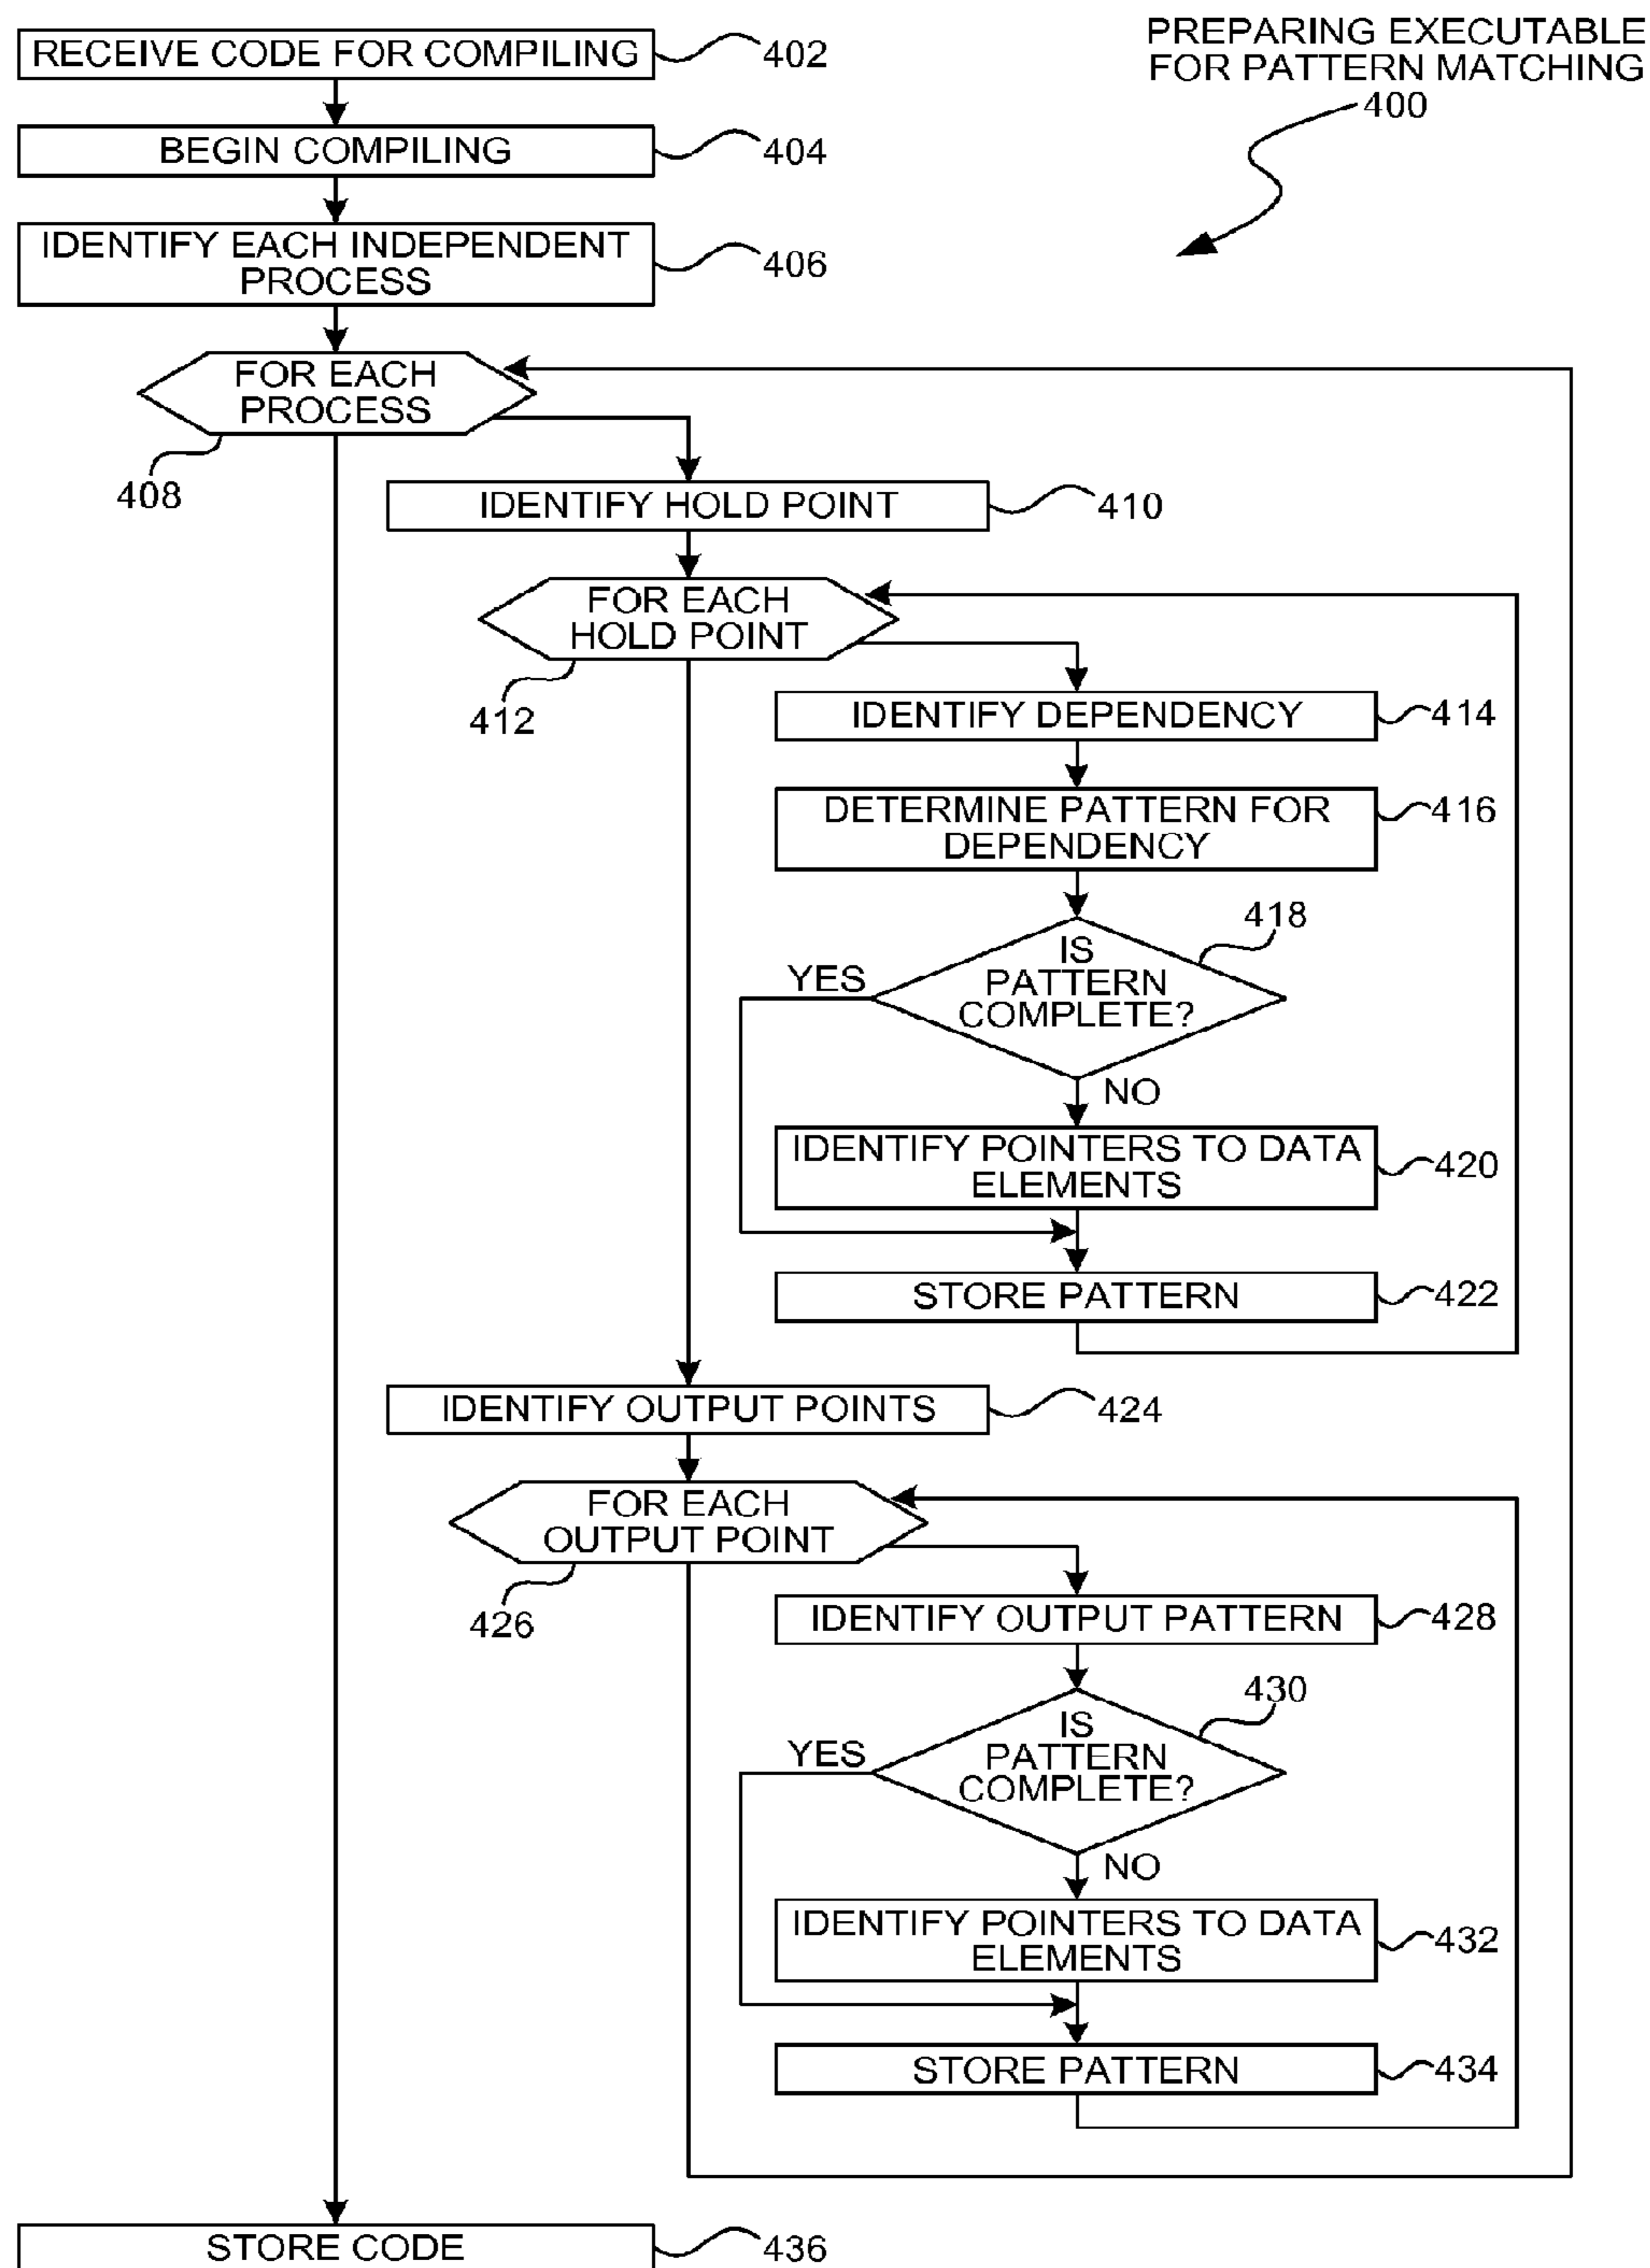 PREPARING EXECUTABLE
FOR PATTERN MATCHING
400
RECEIVE CODE FOR COMPILING
402
BEGIN COMPILING
404
IDENTIFY EACH INDEPENDENT
PROCESS
406
FOR EACH
PROCESS
408
IDENTIFY HOLD POINT
410
FOR EACH
HOLD POINT
412
IDENTIFY DEPENDENCY
414
DETERMINE PATTERN FOR
DEPENDENCY
416
418
IS
PATTERN
COMPLETE?
YES
NO
IDENTIFY POINTERS TO DATA
ELEMENTS
420
STORE PATTERN
422
IDENTIFY OUTPUT POINTS
424
FOR EACH
OUTPUT POINT
426
IDENTIFY OUTPUT PATTERN
428
430
IS
PATTERN
COMPLETE?
YES
NO
IDENTIFY POINTERS TO DATA
ELEMENTS
432
STORE PATTERN
434
STORE CODE
436